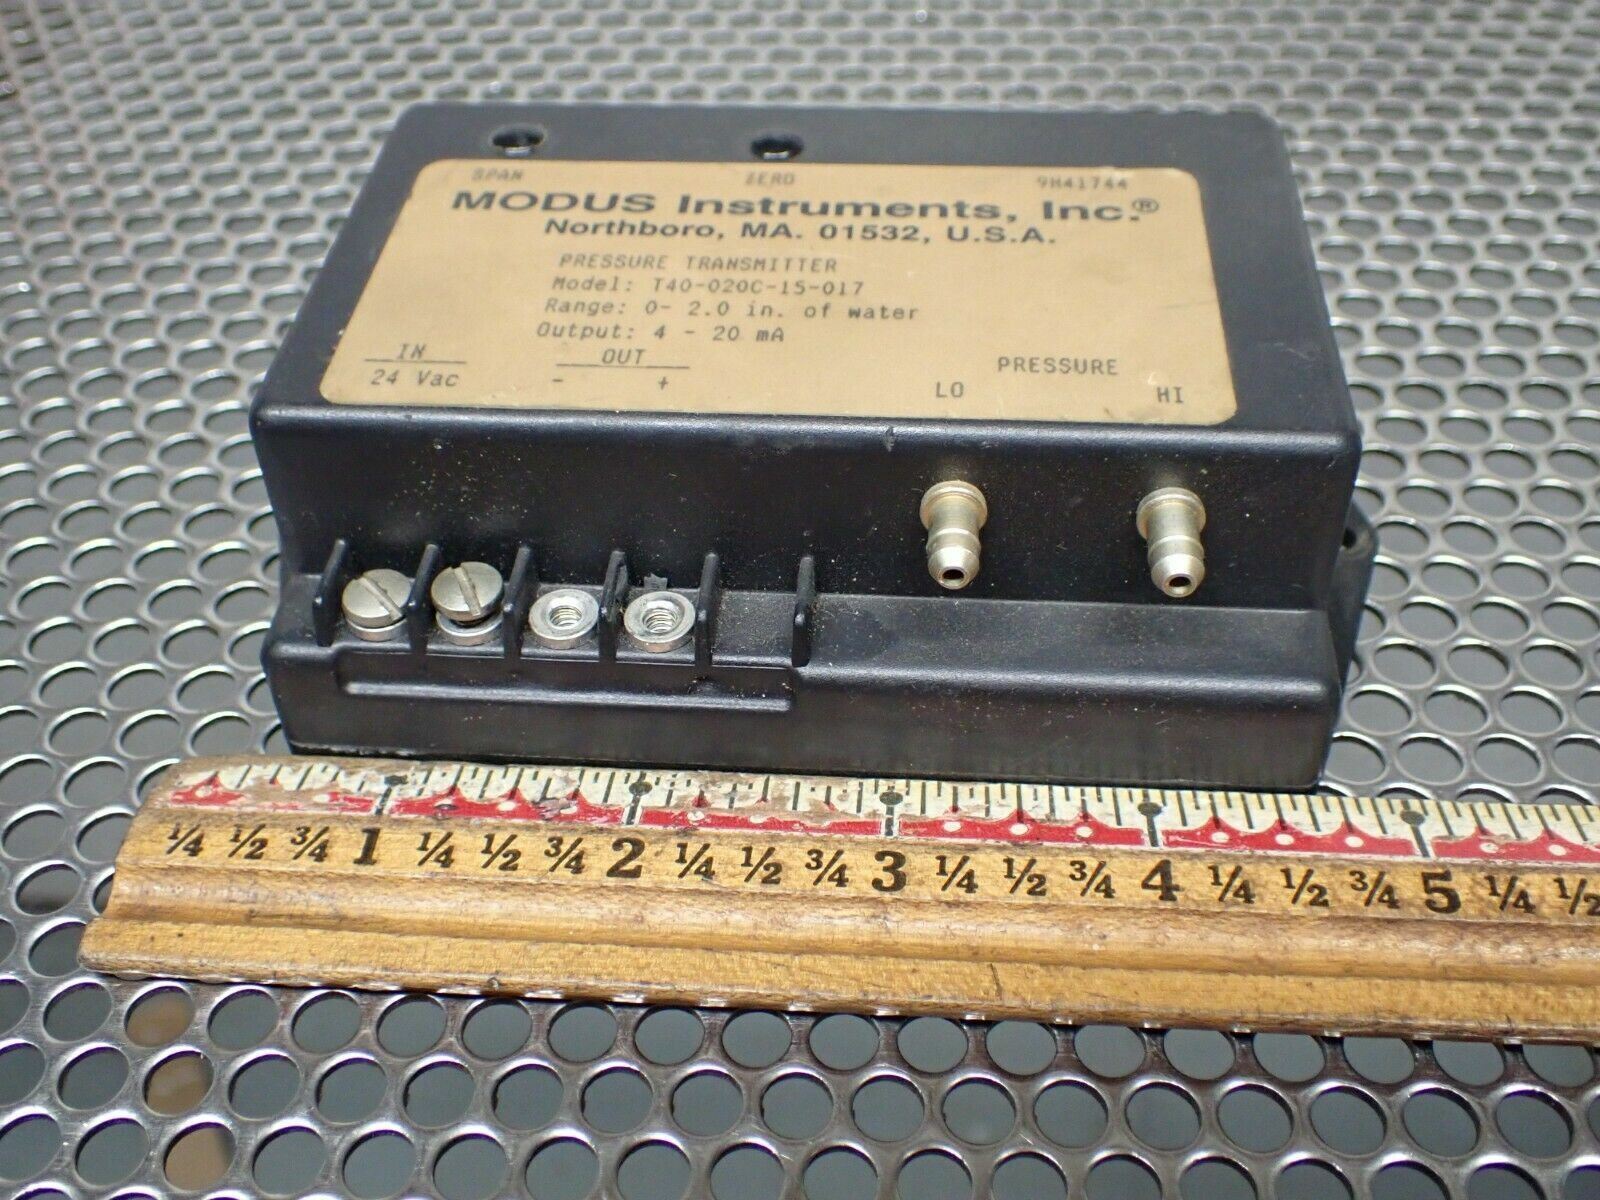 SPAN ZERO 9H41744
MODUS Instruments, Inc.®
Northboro, MA. 01532, U.S.A.
PRESSURE TRANSMITTER
Model: T40-020C-15-017
Range: 0- 2.0 in. of water
Output: 4 - 20 mA
IN OUT PRESSURE
24 Vac - + LO HI
1/4 1/2 3/4 1 1/4 1/2 3/4 2 1/4 1/2 3/4 3 1/4 1/2 3/4 4 1/4 1/2 3/4 5 1/4 1/2